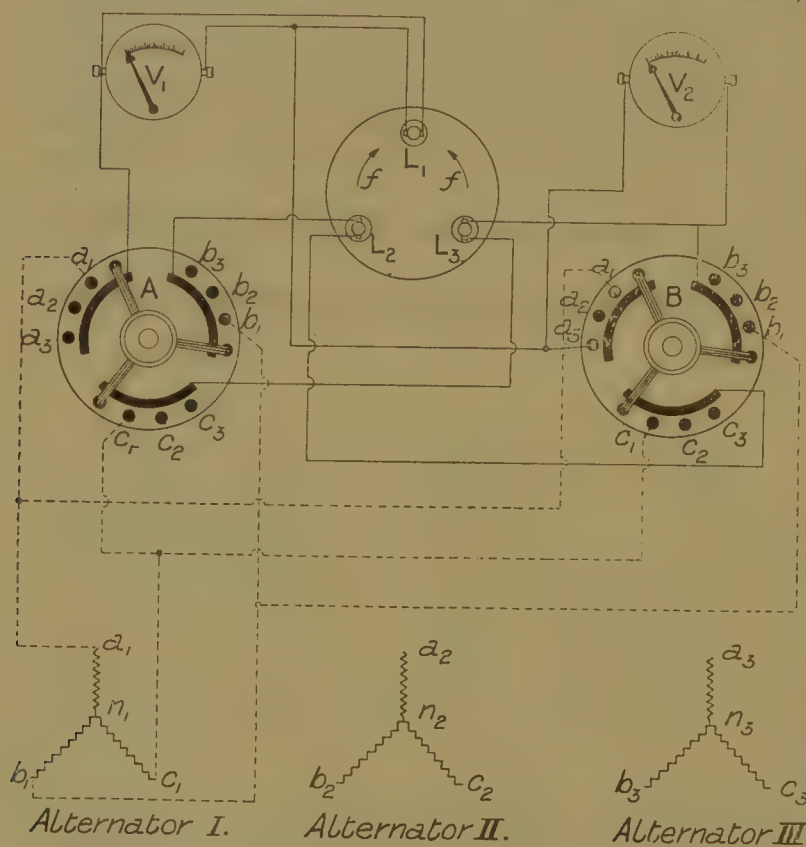 V₁
V₂
L₁
f f
L₂ L₃
A
a₁
a₂
a₃
b₃
b₂
b₁
cᵣ c₂ c₃
B
a₁
a₂
a₃
b₃
b₂
b₁
c₁ c₂ c₃
a₁ a₂ a₃
n₁ n₂ n₃
b₁ c₁ b₂ c₂ b₃ c₃
Alternator I. Alternator II. Alternator III